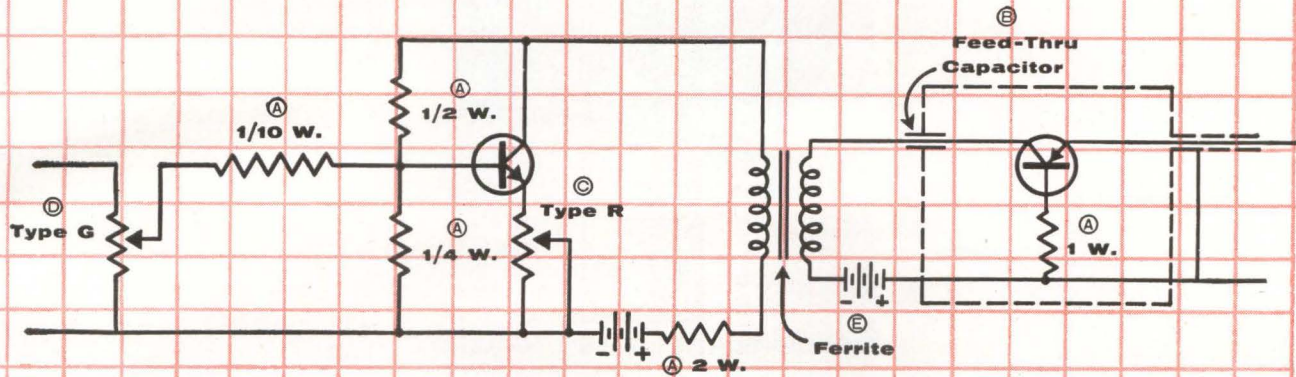 Ⓑ
Feed-Thru
Capacitor
Ⓐ
1/10 W.
Ⓐ
1/2 W.
Ⓓ
Type G
Ⓐ
1/4 W.
Ⓒ
Type R
Ⓐ
1 W.
- +
Ⓐ 2 W.
Ⓔ
Ferrite
- +